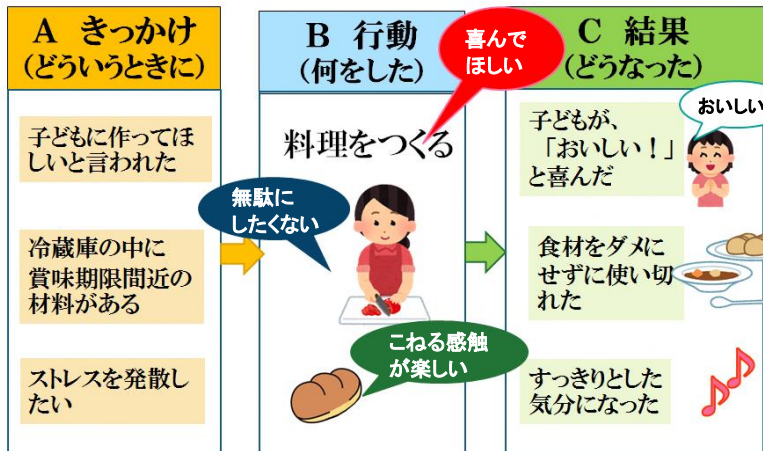 A きっかけ
(どういうときに)
子どもに作ってほ
しいと言われた
冷蔵庫の中に
賞味期限間近の
材料がある
ストレスを発散し
たい
B 行動
(何をした)
喜んで
ほしい
料理をつくる
無駄に
したくない
こねる感触
が楽しい
C 結果
(どうなった)
おいしい
子どもが、
「おいしい！」
と喜んだ
食材をダメに
せずに使い切
れた
すっきりとした
気分になった